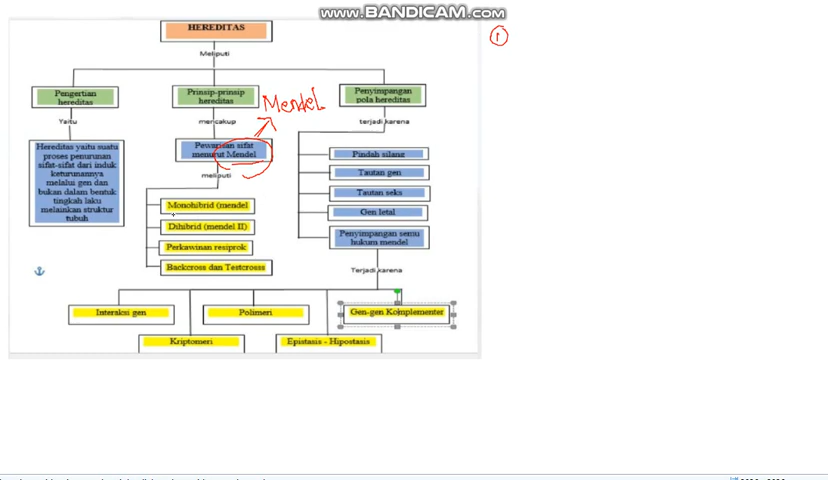 WWW.BANDICAM.COM
HEREDITAS
1
Meliputi
Pengertian
hereditas
Prinsip-prinsip
hereditas
Penyimpangan
pola hereditas
Mendel
Yaitu
mencakup
terjadi karena
Hereditas yaitu suatu
proses penurunan
sifat-sifat dari induk
keturunannya
melalui gen dan
bukan dalam bentuk
tingkah laku
melainkan struktur
tubuh
Pewarisan sifat
menurut Mendel
meliputi
Monohibrid (mendel
Dihibrid (mendel II)
Perkawinan resiprok
Backcross dan Testcrosss
Pindah silang
Tautan gen
Tautan seks
Gen letal
Penyimpangan semu
hukum mendel
Terjadi karena
Interaksi gen
Polimeri
Gen-gen Komplementer
Kriptomeri
Epistasis - Hipostasis